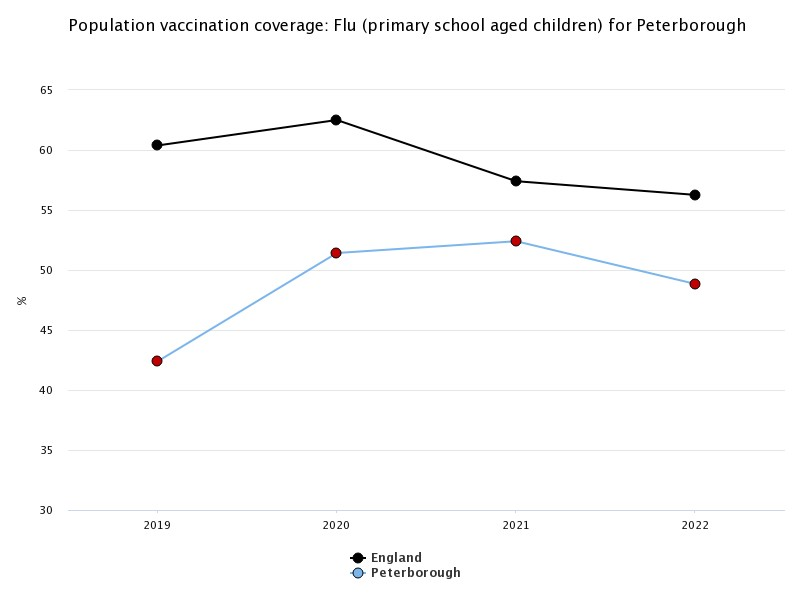 Population vaccination coverage: Flu (primary school aged children) for Peterborough
65
60
55
50
%
45
40
35
30
2019 2020 2021 2022
England
Peterborough